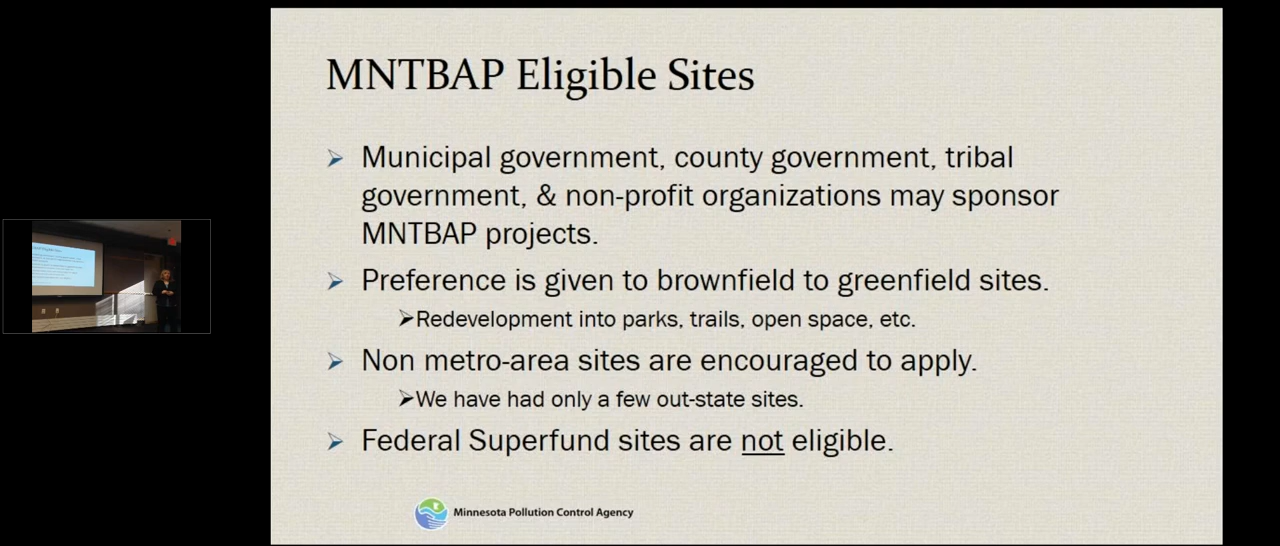 MNTBAP Eligible Sites
Municipal government, county government, tribal
government, & non-profit organizations may sponsor
MNTBAP projects.
Preference is given to brownfield to greenfield sites.
Redevelopment into parks, trails, open space, etc.
Non metro-area sites are encouraged to apply.
We have had only a few out-state sites.
Federal Superfund sites are not eligible.
Minnesota Pollution Control Agency